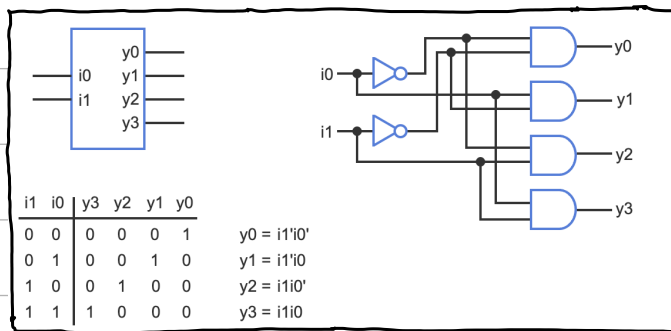 y0
i0 y1
i1 y2
y3
i0
i1
y0
y1
y2
y3
i1 i0 y3 y2 y1 y0
0 0 0 0 0 1
0 1 0 0 1 0
1 0 0 1 0 0
1 1 1 0 0 0
y0 = i1'i0'
y1 = i1'i0
y2 = i1i0'
y3 = i1i0